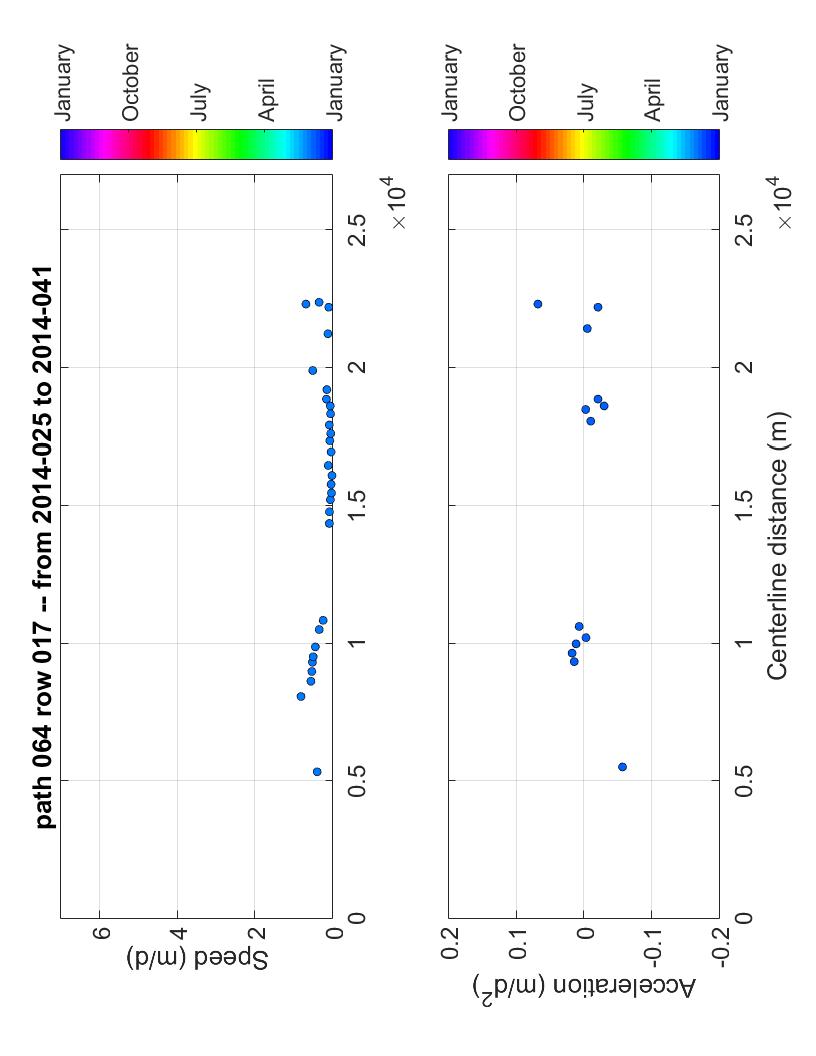 path 064 row 017 -- from 2014-025 to 2014-041
Speed (m/d)
6
4
2
0
0
0.5
1
1.5
2
2.5
×10^4
January
October
July
April
January
Acceleration (m/d^2)
0.2
0.1
0
-0.1
-0.2
0
0.5
1
1.5
2
2.5
×10^4
Centerline distance (m)
January
October
July
April
January